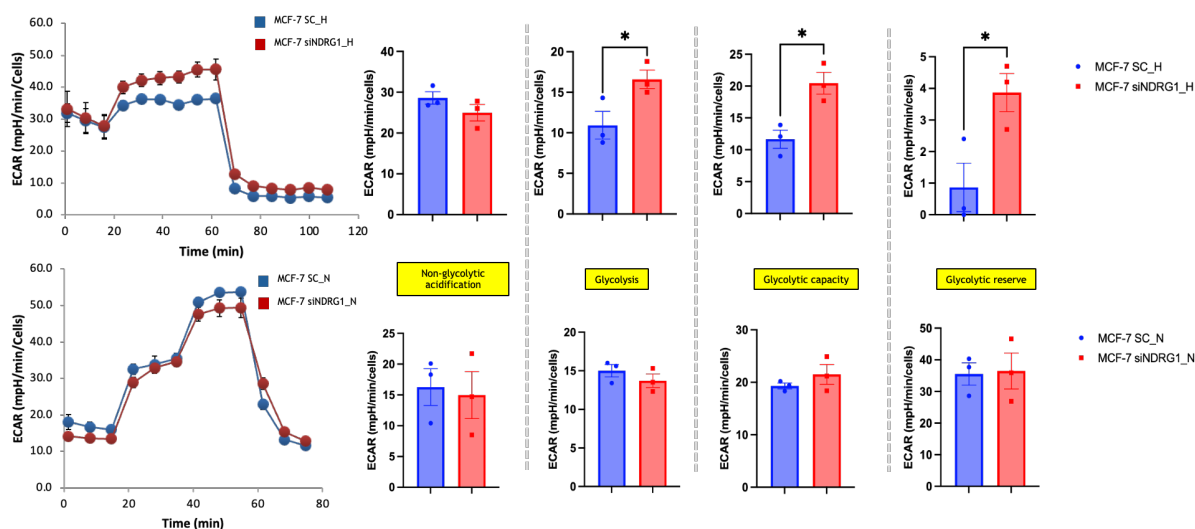 60.0
50.0
40.0
30.0
20.0
10.0
0.0
ECAR (mpH/min/Cells)
0 20 40 60 80 100 120
Time (min)
MCF-7 SC_H
MCF-7 siNDRG1_H
40
30
20
10
0
ECAR (mpH/min/cells)
20
15
10
5
0
ECAR (mpH/min/cells)
*
25
20
15
10
5
0
ECAR (mpH/min/cells)
*
5
4
3
2
1
0
ECAR (mpH/min/cells)
*
MCF-7 SC_H
MCF-7 siNDRG1_H
Non-glycolytic
acidification
Glycolysis
Glycolytic capacity
Glycolytic reserve
60.0
50.0
40.0
30.0
20.0
10.0
0.0
ECAR (mpH/min/Cells)
0 20 40 60 80
Time (min)
MCF-7 SC_N
MCF-7 siNDRG1_N
25
20
15
10
5
0
ECAR (mpH/min/cells)
20
15
10
5
0
ECAR (mpH/min/cells)
30
20
10
0
ECAR (mpH/min/cells)
50
40
30
20
10
0
ECAR (mpH/min/cells)
MCF-7 SC_N
MCF-7 siNDRG1_N